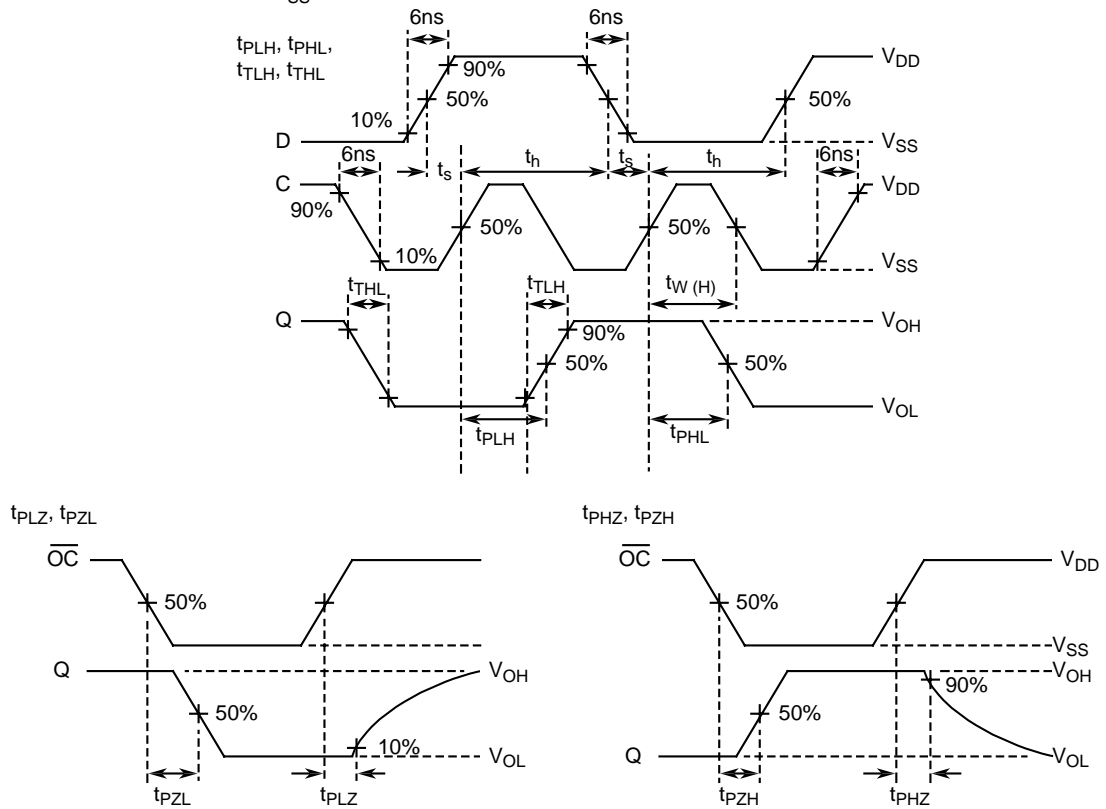 SS
6ns
6ns
tPLH, tPHL,
tTLH, tTHL
VDD
90%
50%
50%
10%
D
VSS
6ns
ts
th
ts
th
6ns
C
VDD
90%
50%
50%
10%
VSS
tTHL
tTLH
tW (H)
Q
VOH
90%
50%
50%
VOL
tPLH
tPHL
tPLZ, tPZL
OC
50%
Q
VOH
50%
10%
VOL
tPZL
tPLZ
tPHZ, tPZH
OC
VDD
50%
VSS
VOH
90%
50%
Q
VOL
tPZH
tPHZ